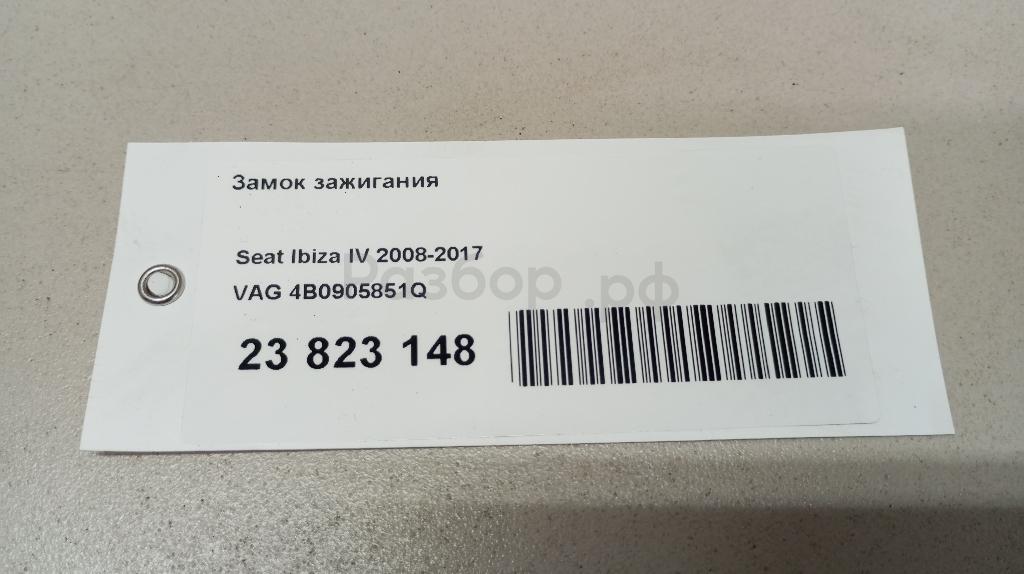 Замок зажигания
Seat Ibiza IV 2008-2017
VAG 4B0905851Q
Разбор.рф
23 823 148